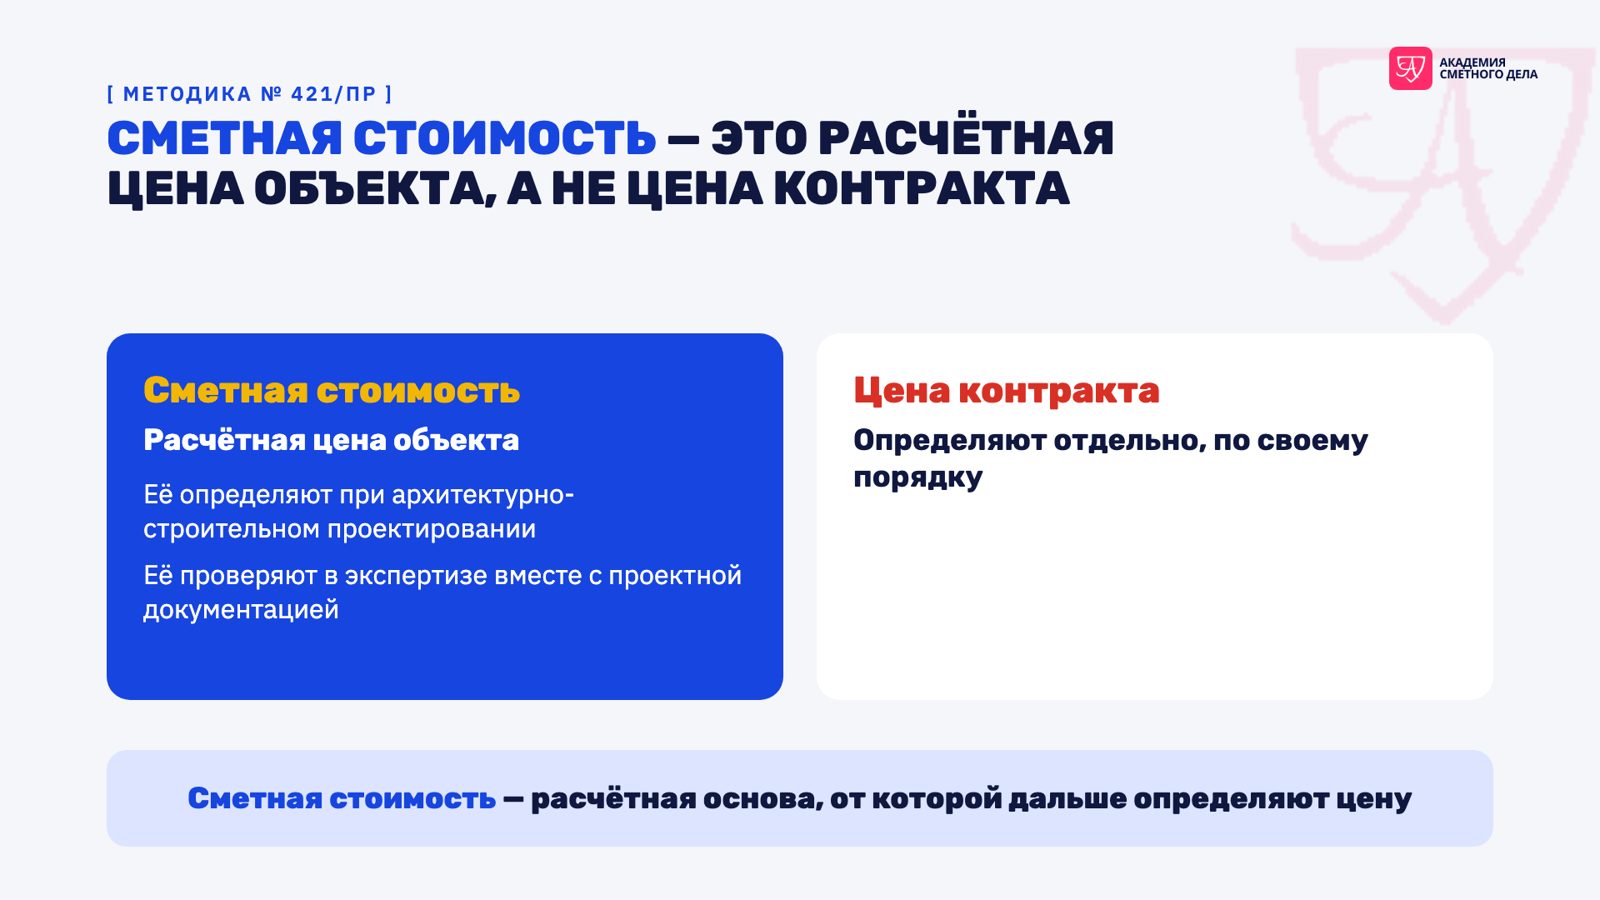 АКАДЕМИЯ
СМЕТНОГО ДЕЛА
[ МЕТОДИКА № 421/ПР ]
СМЕТНАЯ СТОИМОСТЬ — ЭТО РАСЧЁТНАЯ
ЦЕНА ОБЪЕКТА, А НЕ ЦЕНА КОНТРАКТА
Сметная стоимость
Расчётная цена объекта
Её определяют при архитектурно-
строительном проектировании
Её проверяют в экспертизе вместе с проектной
документацией
Цена контракта
Определяют отдельно, по своему
порядку
Сметная стоимость — расчётная основа, от которой дальше определяют цену